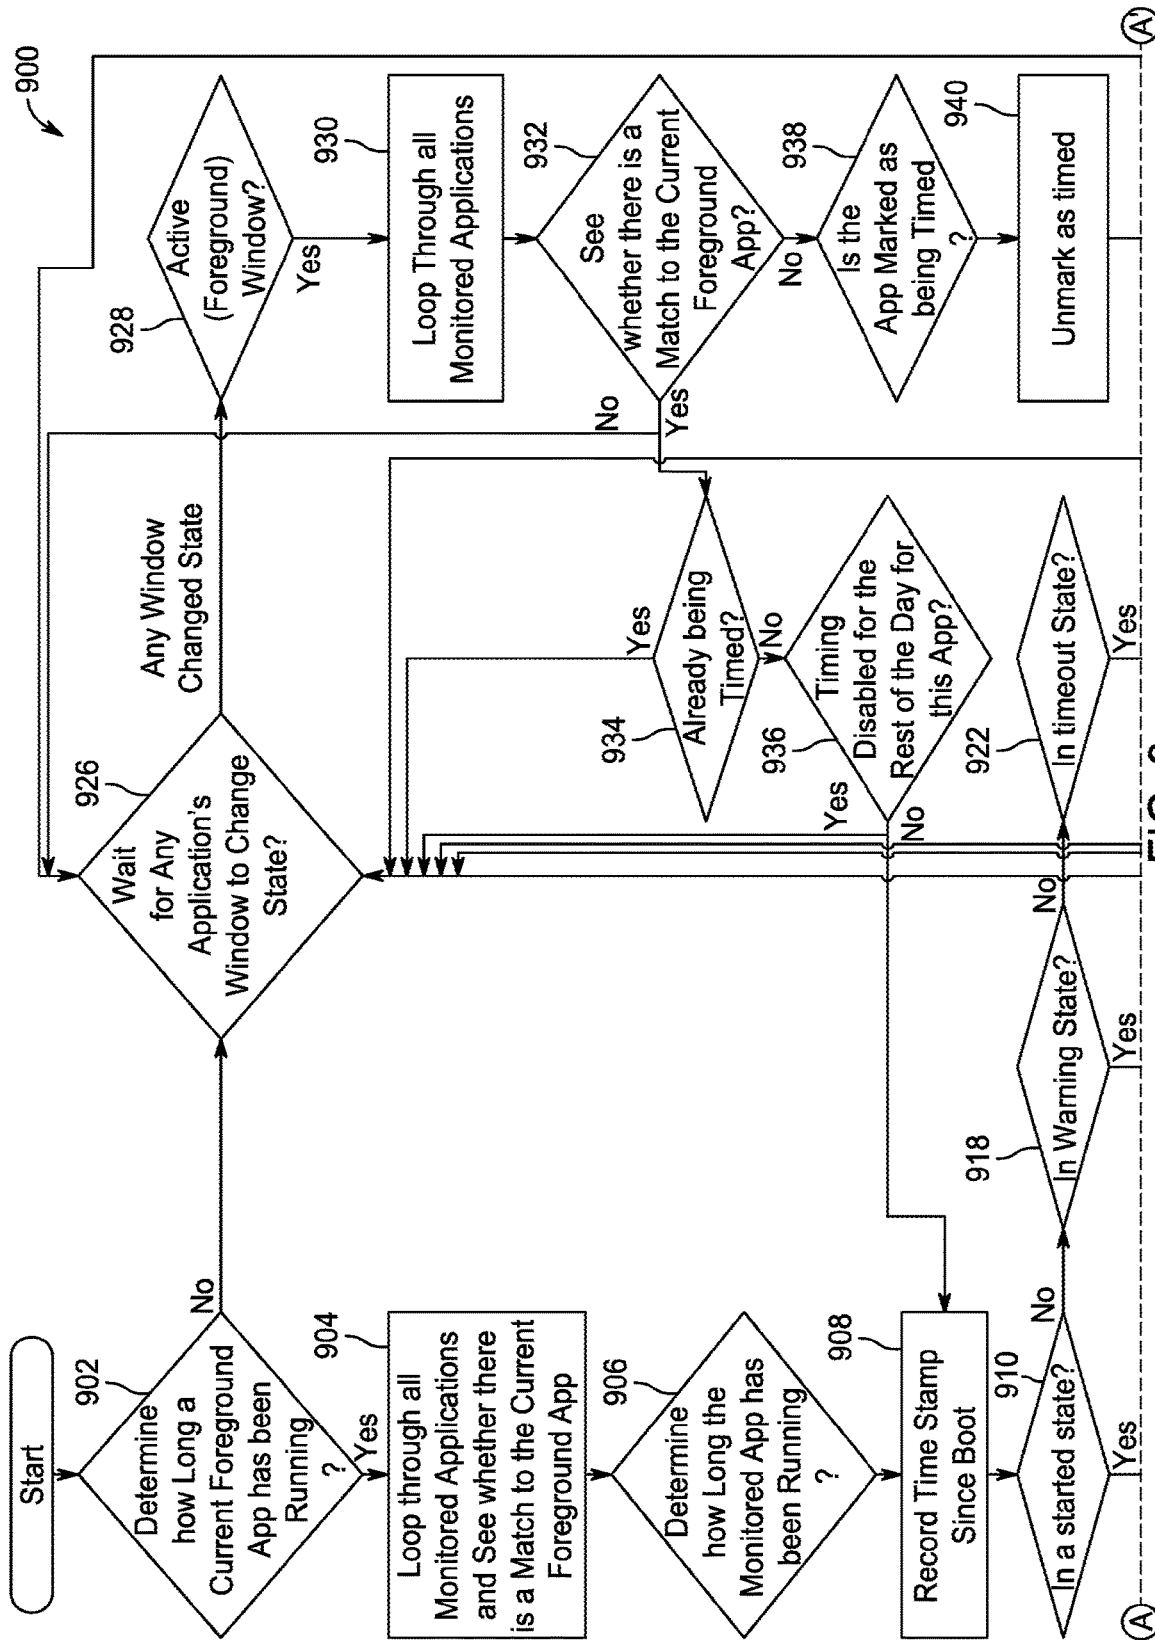 900
Start
902
Determine
how Long a
Current Foreground
App has been
Running
?
No
Yes
904
Loop through all
Monitored Applications
and See whether there
is a Match to the Current
Foreground App
906
Determine
how Long the
Monitored App has
been Running
?
908
Record Time Stamp
Since Boot
910
In a started state?
No
Yes
918
In Warning State?
No
Yes
922
In timeout State?
Yes
926
Wait
for Any
Application's
Window to Change
State?
Any Window
Changed State
928
Active
(Foreground)
Window?
Yes
930
Loop Through all
Monitored Applications
932
See
whether there is a
Match to the Current
Foreground
App?
No
Yes
No
934
Already being
Timed?
Yes
No
936
Timing
Disabled for the
Rest of the Day for
this App?
Yes
No
938
Is the
App Marked as
being Timed
?
940
Unmark as timed
A
A'